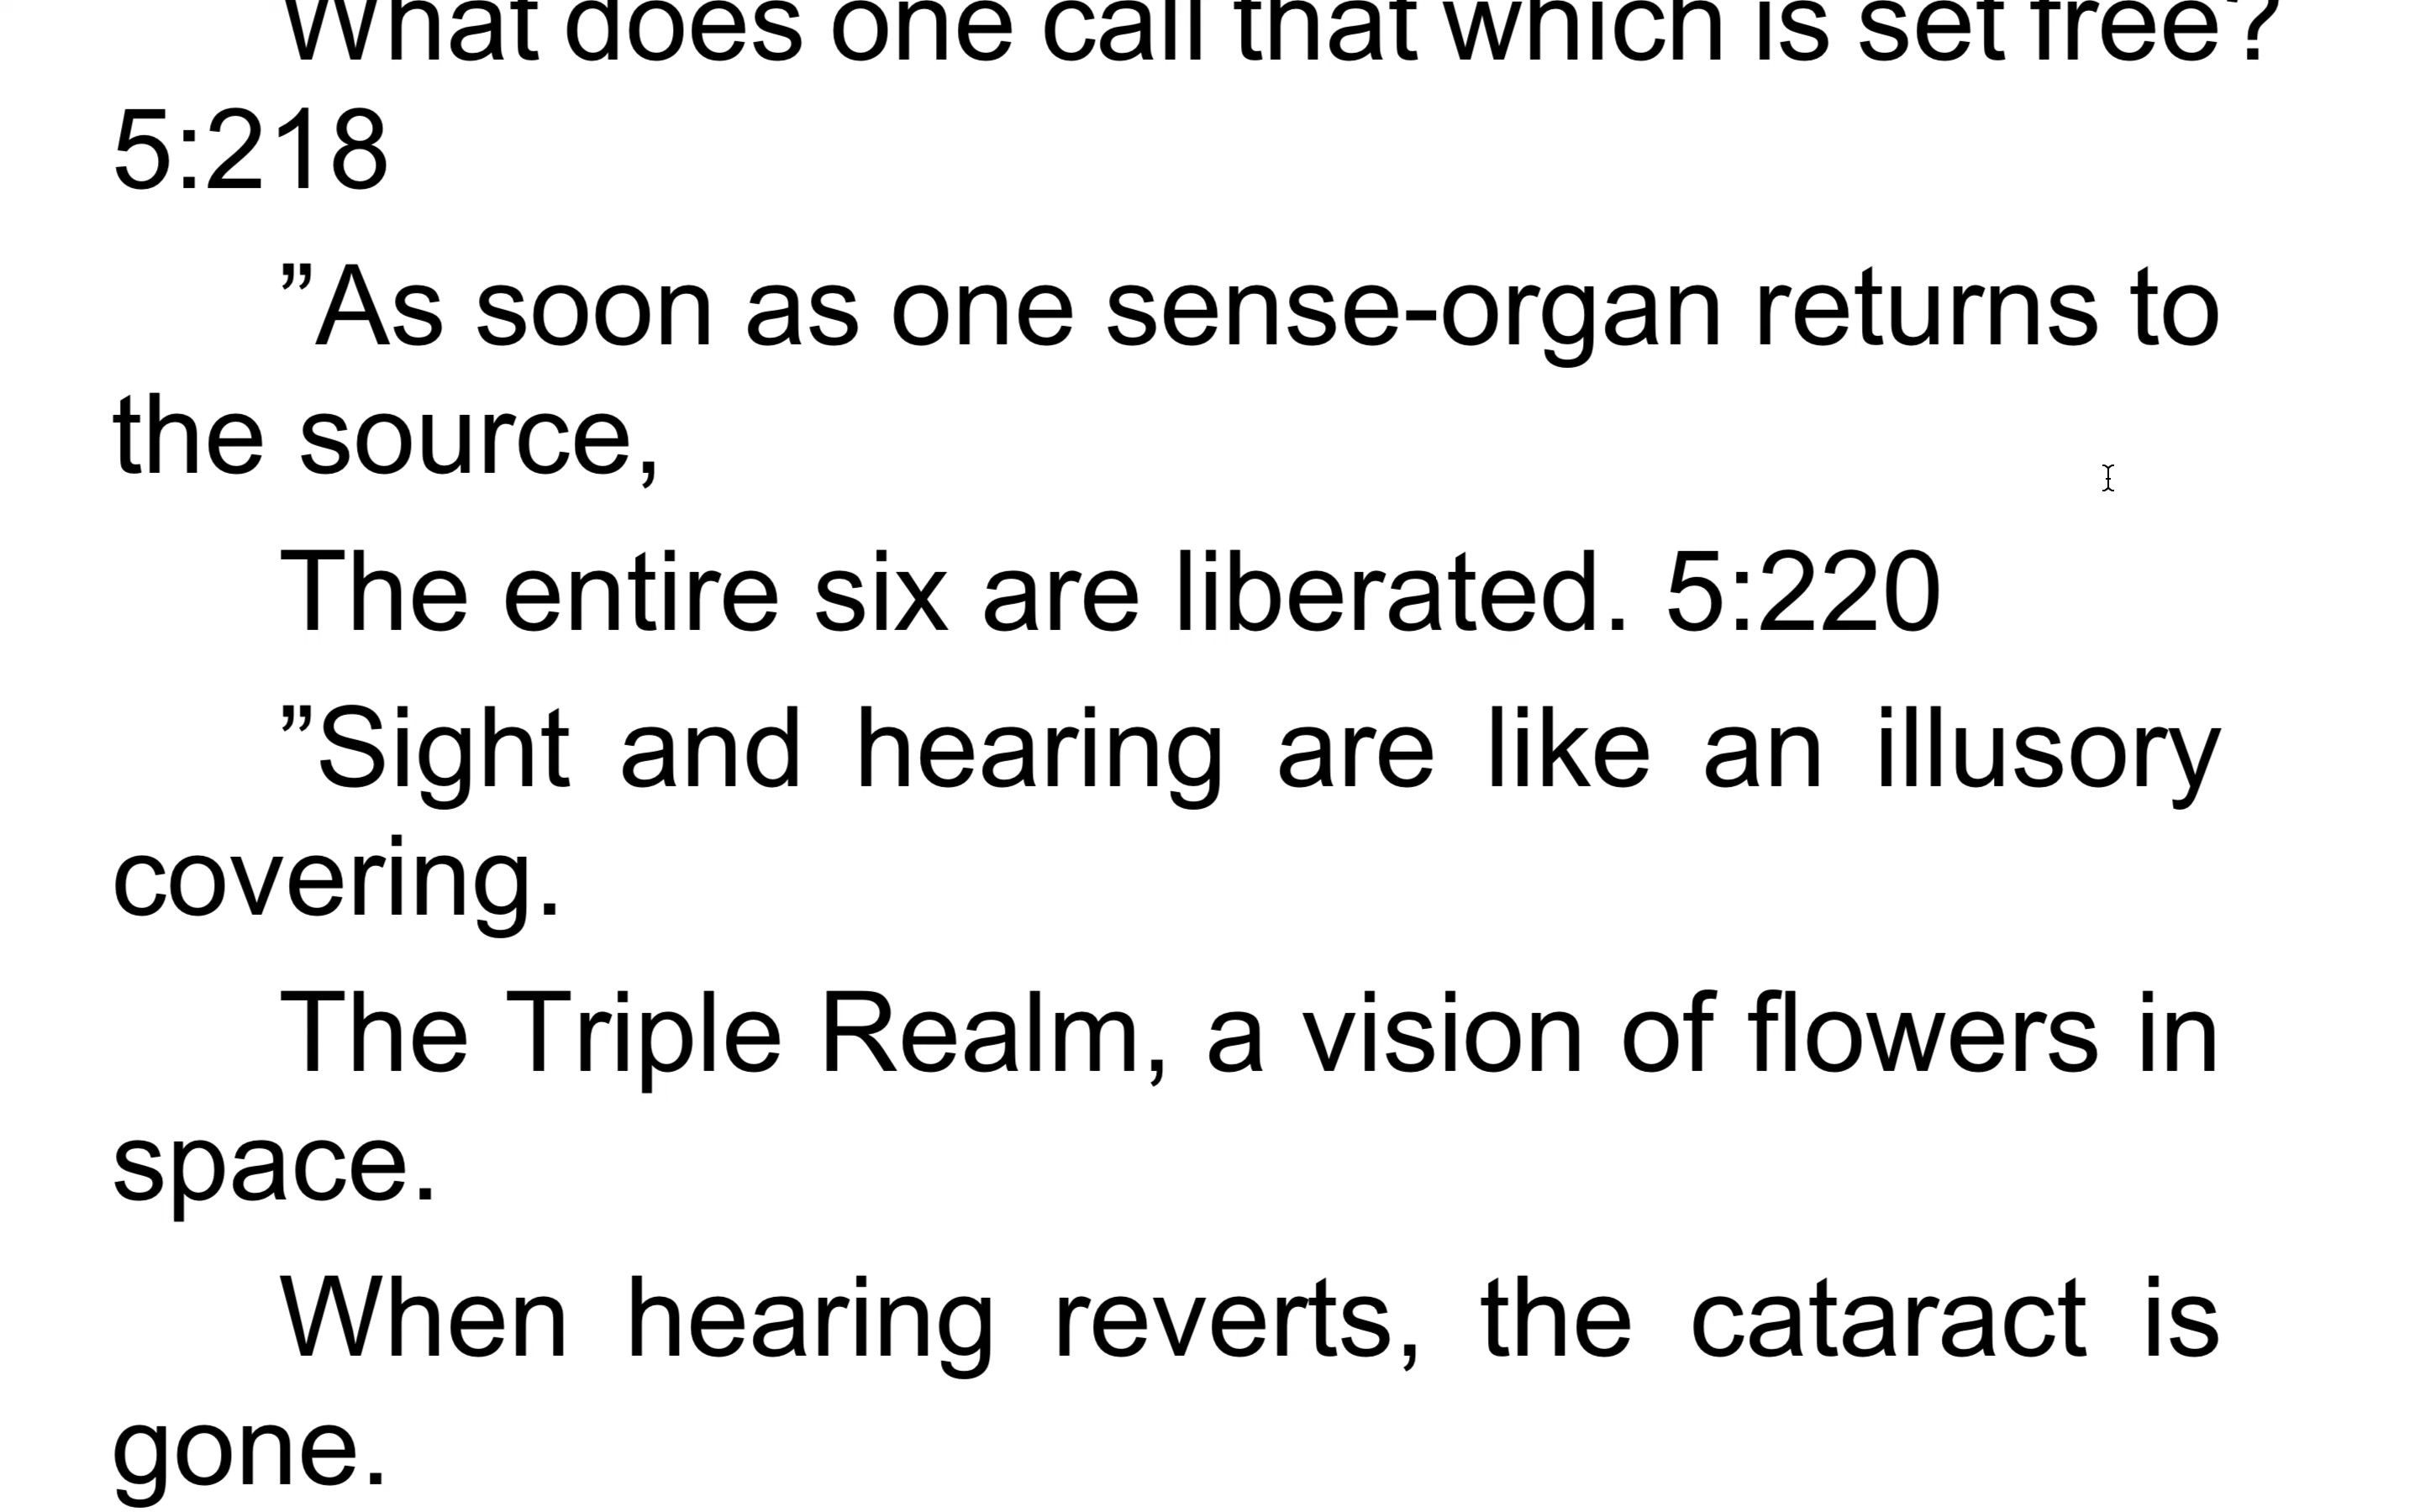 What does one call that which is set free?
5:218
”As soon as one sense-organ returns to
the source,
The entire six are liberated. 5:220
”Sight and hearing are like an illusory
covering.
The Triple Realm, a vision of flowers in
space.
When hearing reverts, the cataract is
gone.